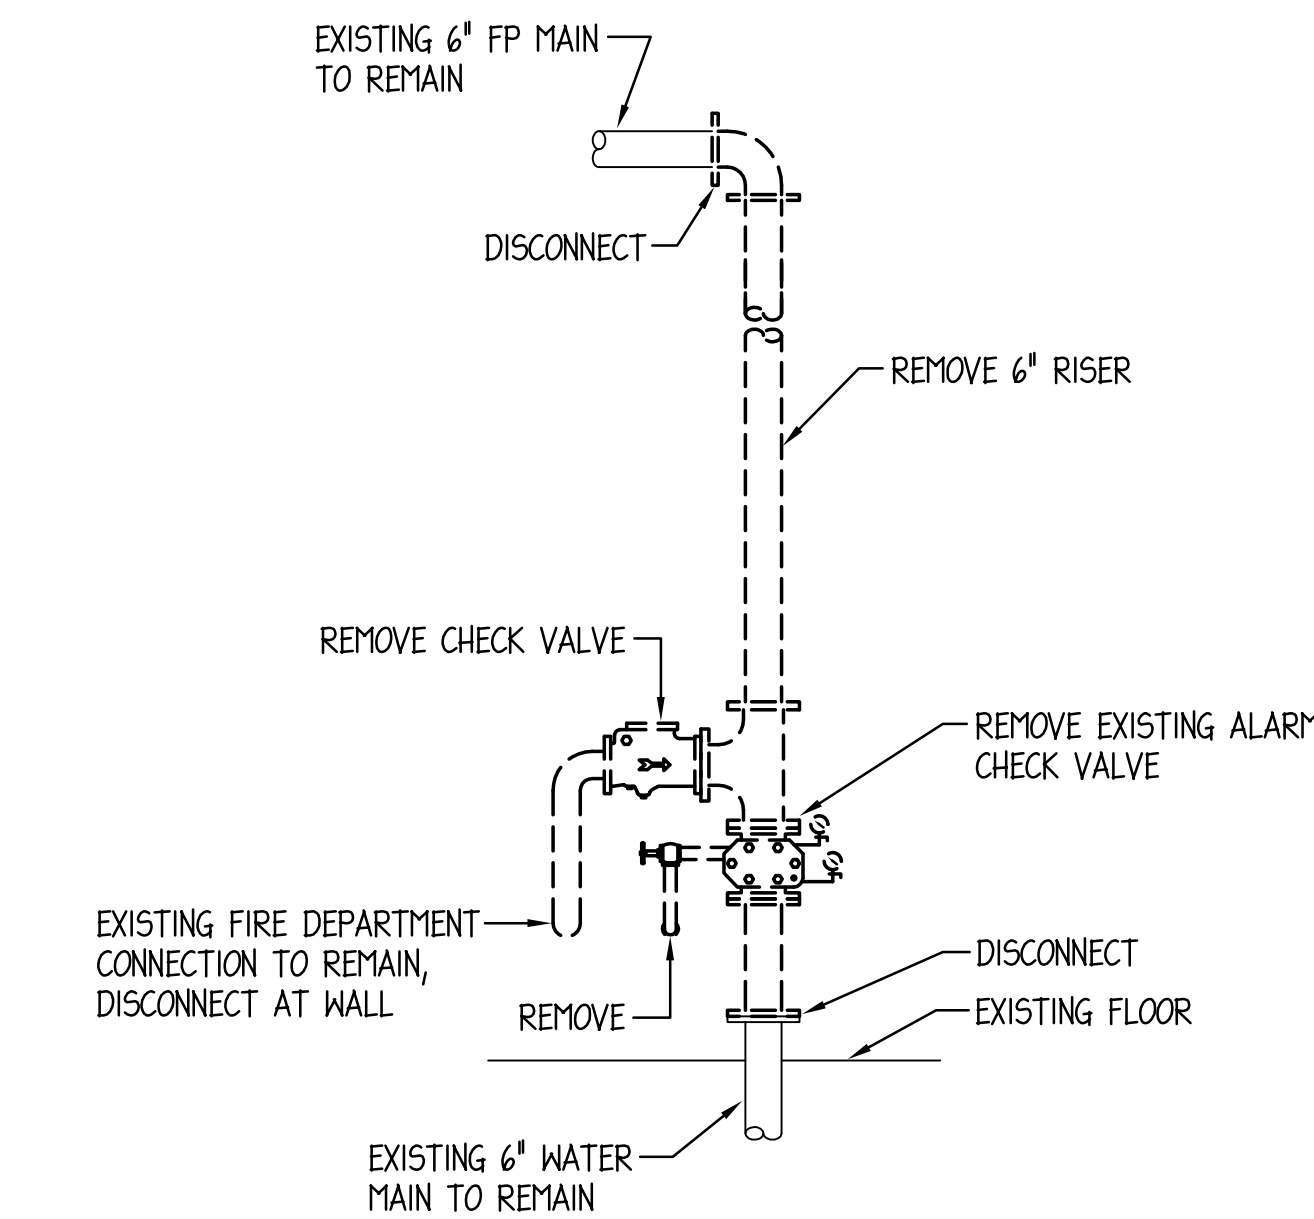 EXISTING 6" FP MAIN
TO REMAIN
DISCONNECT
REMOVE 6" RISER
REMOVE CHECK VALVE
REMOVE EXISTING ALARM
CHECK VALVE
EXISTING FIRE DEPARTMENT
CONNECTION TO REMAIN,
DISCONNECT AT WALL
REMOVE
DISCONNECT
EXISTING FLOOR
EXISTING 6" WATER
MAIN TO REMAIN